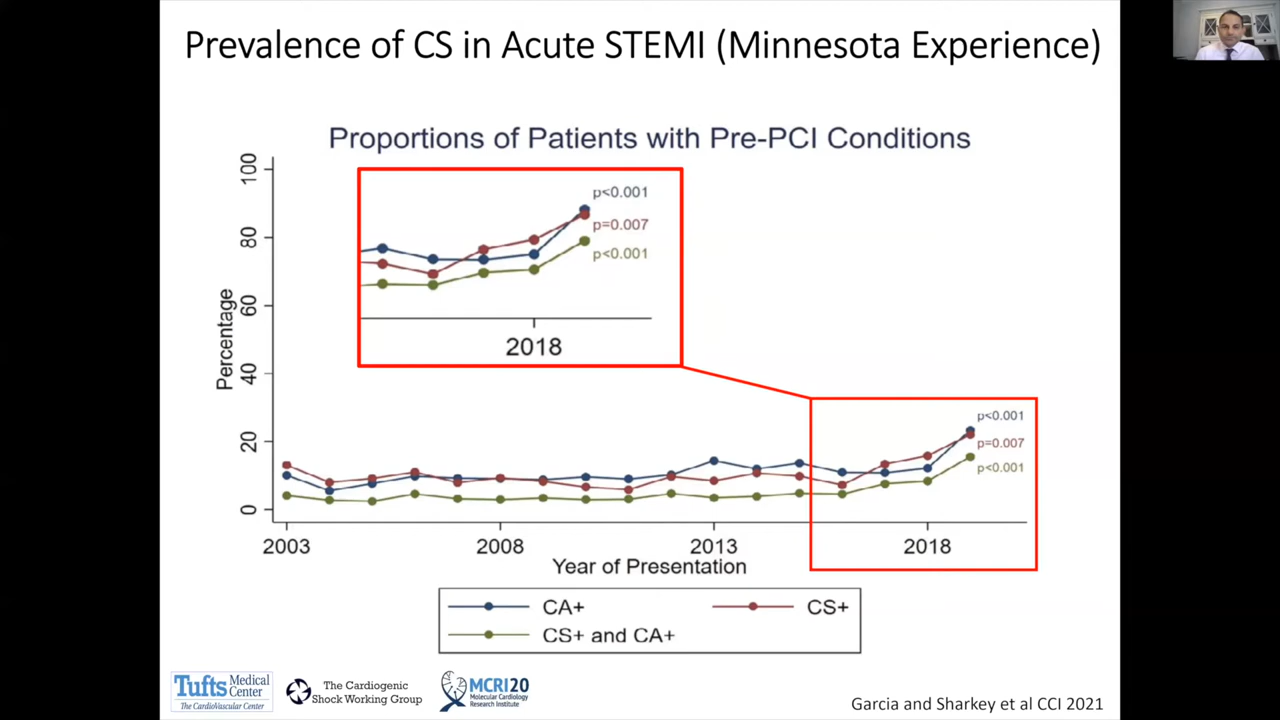 Prevalence of CS in Acute STEMI (Minnesota Experience)
Proportions of Patients with Pre-PCI Conditions
Percentage
100
80
60
40
20
0
p<0.001
p=0.007
p<0.001
2018
p<0.001
p=0.007
p<0.001
2003
2008
2013
2018
Year of Presentation
CA+
CS+
CS+ and CA+
Tufts Medical Center
The CardioVascular Center
The Cardiogenic
Shock Working Group
MCRI20
Molecular Cardiology
Research Institute
Garcia and Sharkey et al CCI 2021